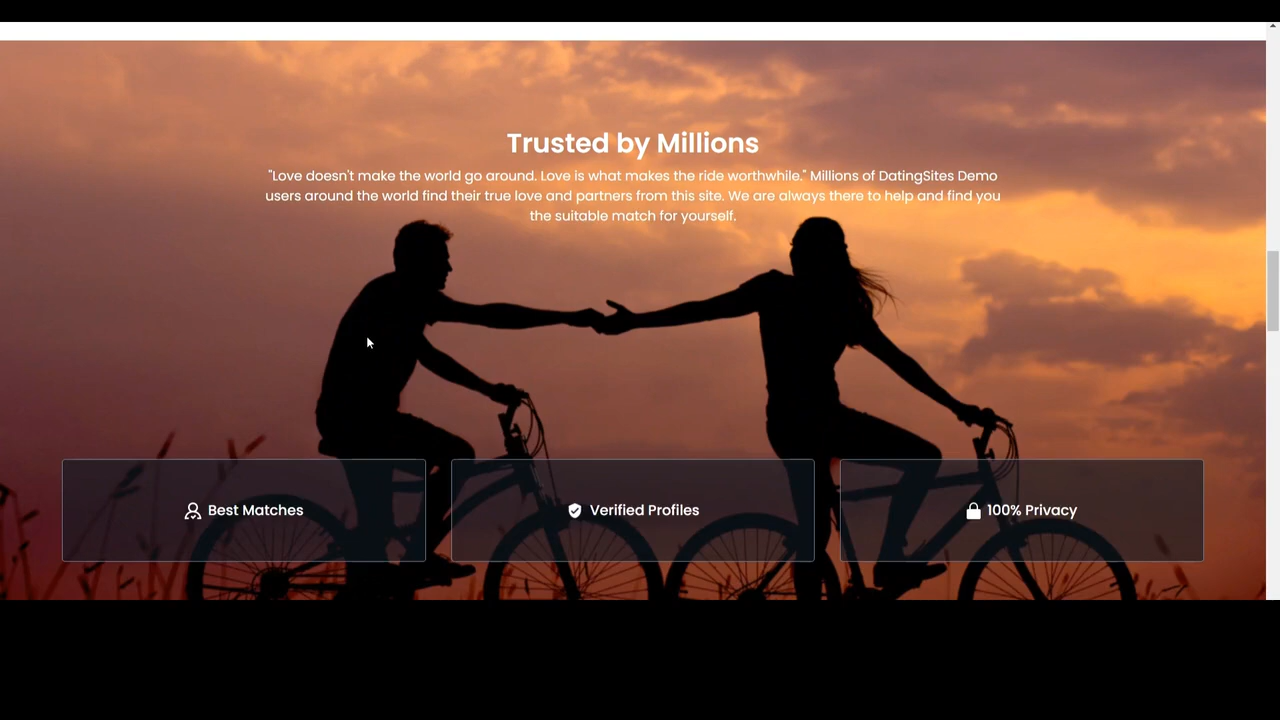 Trusted by Millions
"Love doesn't make the world go around. Love is what makes the ride worthwhile." Millions of DatingSites Demo
users around the world find their true love and partners from this site. We are always there to help and find you
the suitable match for yourself.
Best Matches
Verified Profiles
100% Privacy